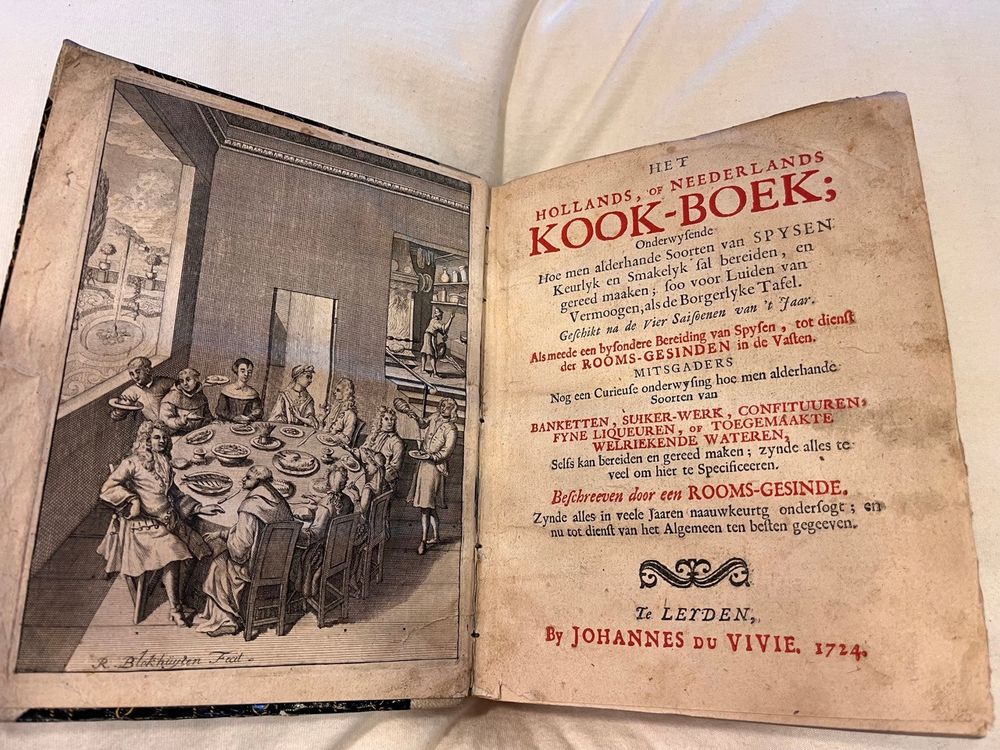 R. Blokhuyſen Fecit.
HET
HOLLANDS, OF NEEDERLANDS
KOOK-BOEK;
Onderwyſende
Hoe men alderhande Soorten van SPYSEN
Keurlyk en Smakelyk ſal bereiden, en
gereed maaken; ſoo voor Luiden van
Vermoogen, als de Borgerlyke Tafel.
Geſchikt na de Vier Saiſoenen van 't Jaar.
Als meede een byſondere Bereiding van Spyſen, tot dienſt
der ROOMS-GESINDEN in de Vaſten.
MITSGADERS
Nog een Curieuſe onderwyſing hoe men alderhande
Soorten van
BANKETTEN, SUIKER-WERK, CONFITUUREN,
FYNE LIQUEUREN, OF TOEGEMAAKTE
WELRIEKENDE WATEREN,
Selfs kan bereiden en gereed maken; zynde alles te
veel om hier te Specificeeren.
Beſchreeven door een ROOMS-GESINDE.
Zynde alles in veele Jaaren naauwkeurtg onderſogt; en
nu tot dienſt van het Algemeen ten beſten gegeeven.
Te LEYDEN,
By JOHANNES DU VIVIE. 1724.